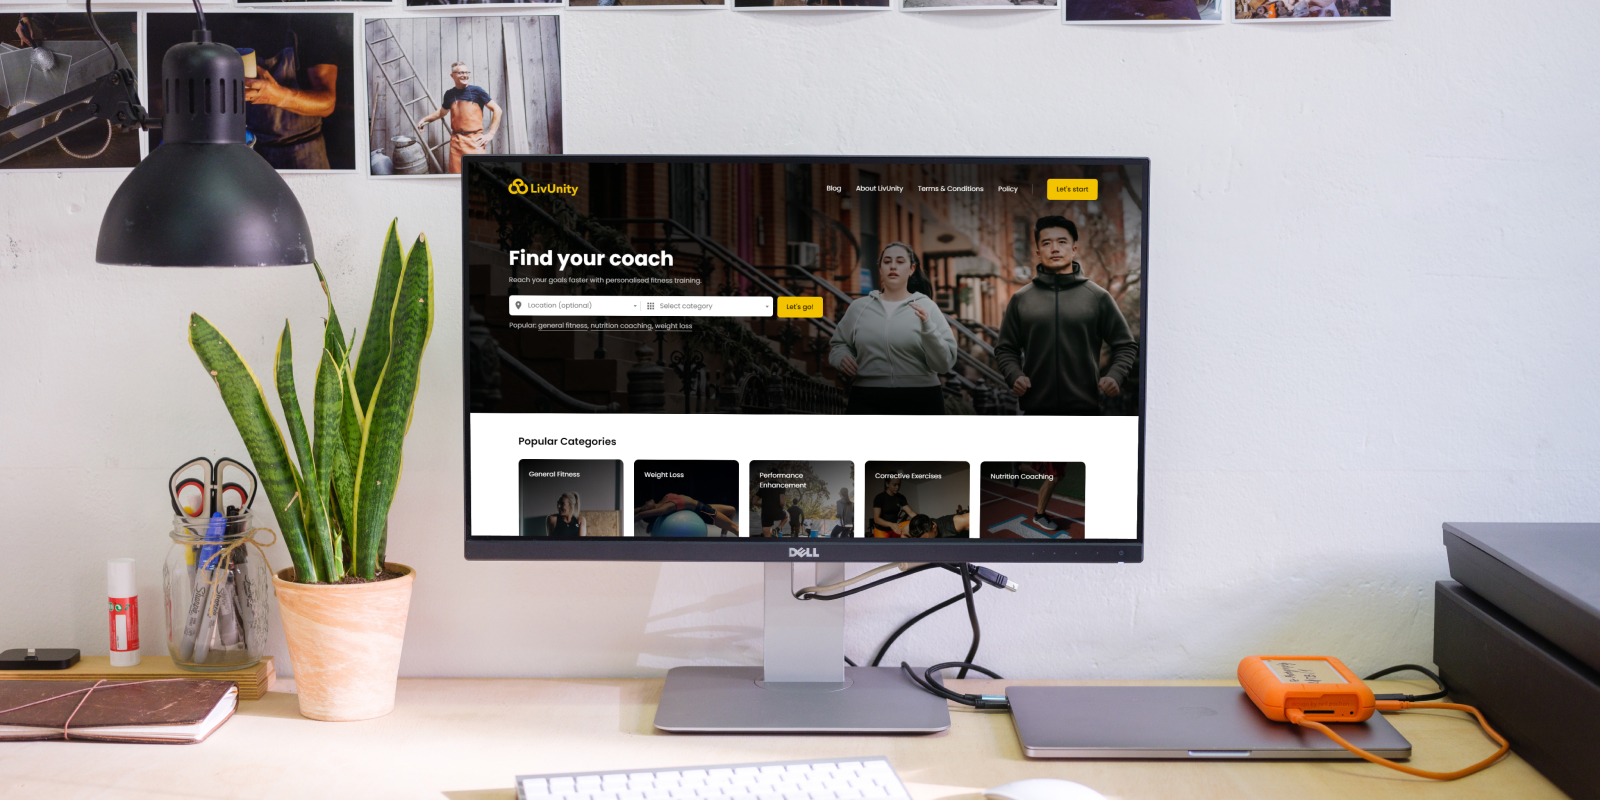 LivUnity
Blog
About LivUnity
Terms & Conditions
Policy
Let's start
Find your coach
Reach your goals faster with personalised fitness training.
Location (optional)
Select category
Let's go!
Popular: general fitness, nutrition coaching, weight loss
Popular Categories
General Fitness
Weight Loss
Performance
Enhancement
Corrective Exercises
Nutrition Coaching
DELL